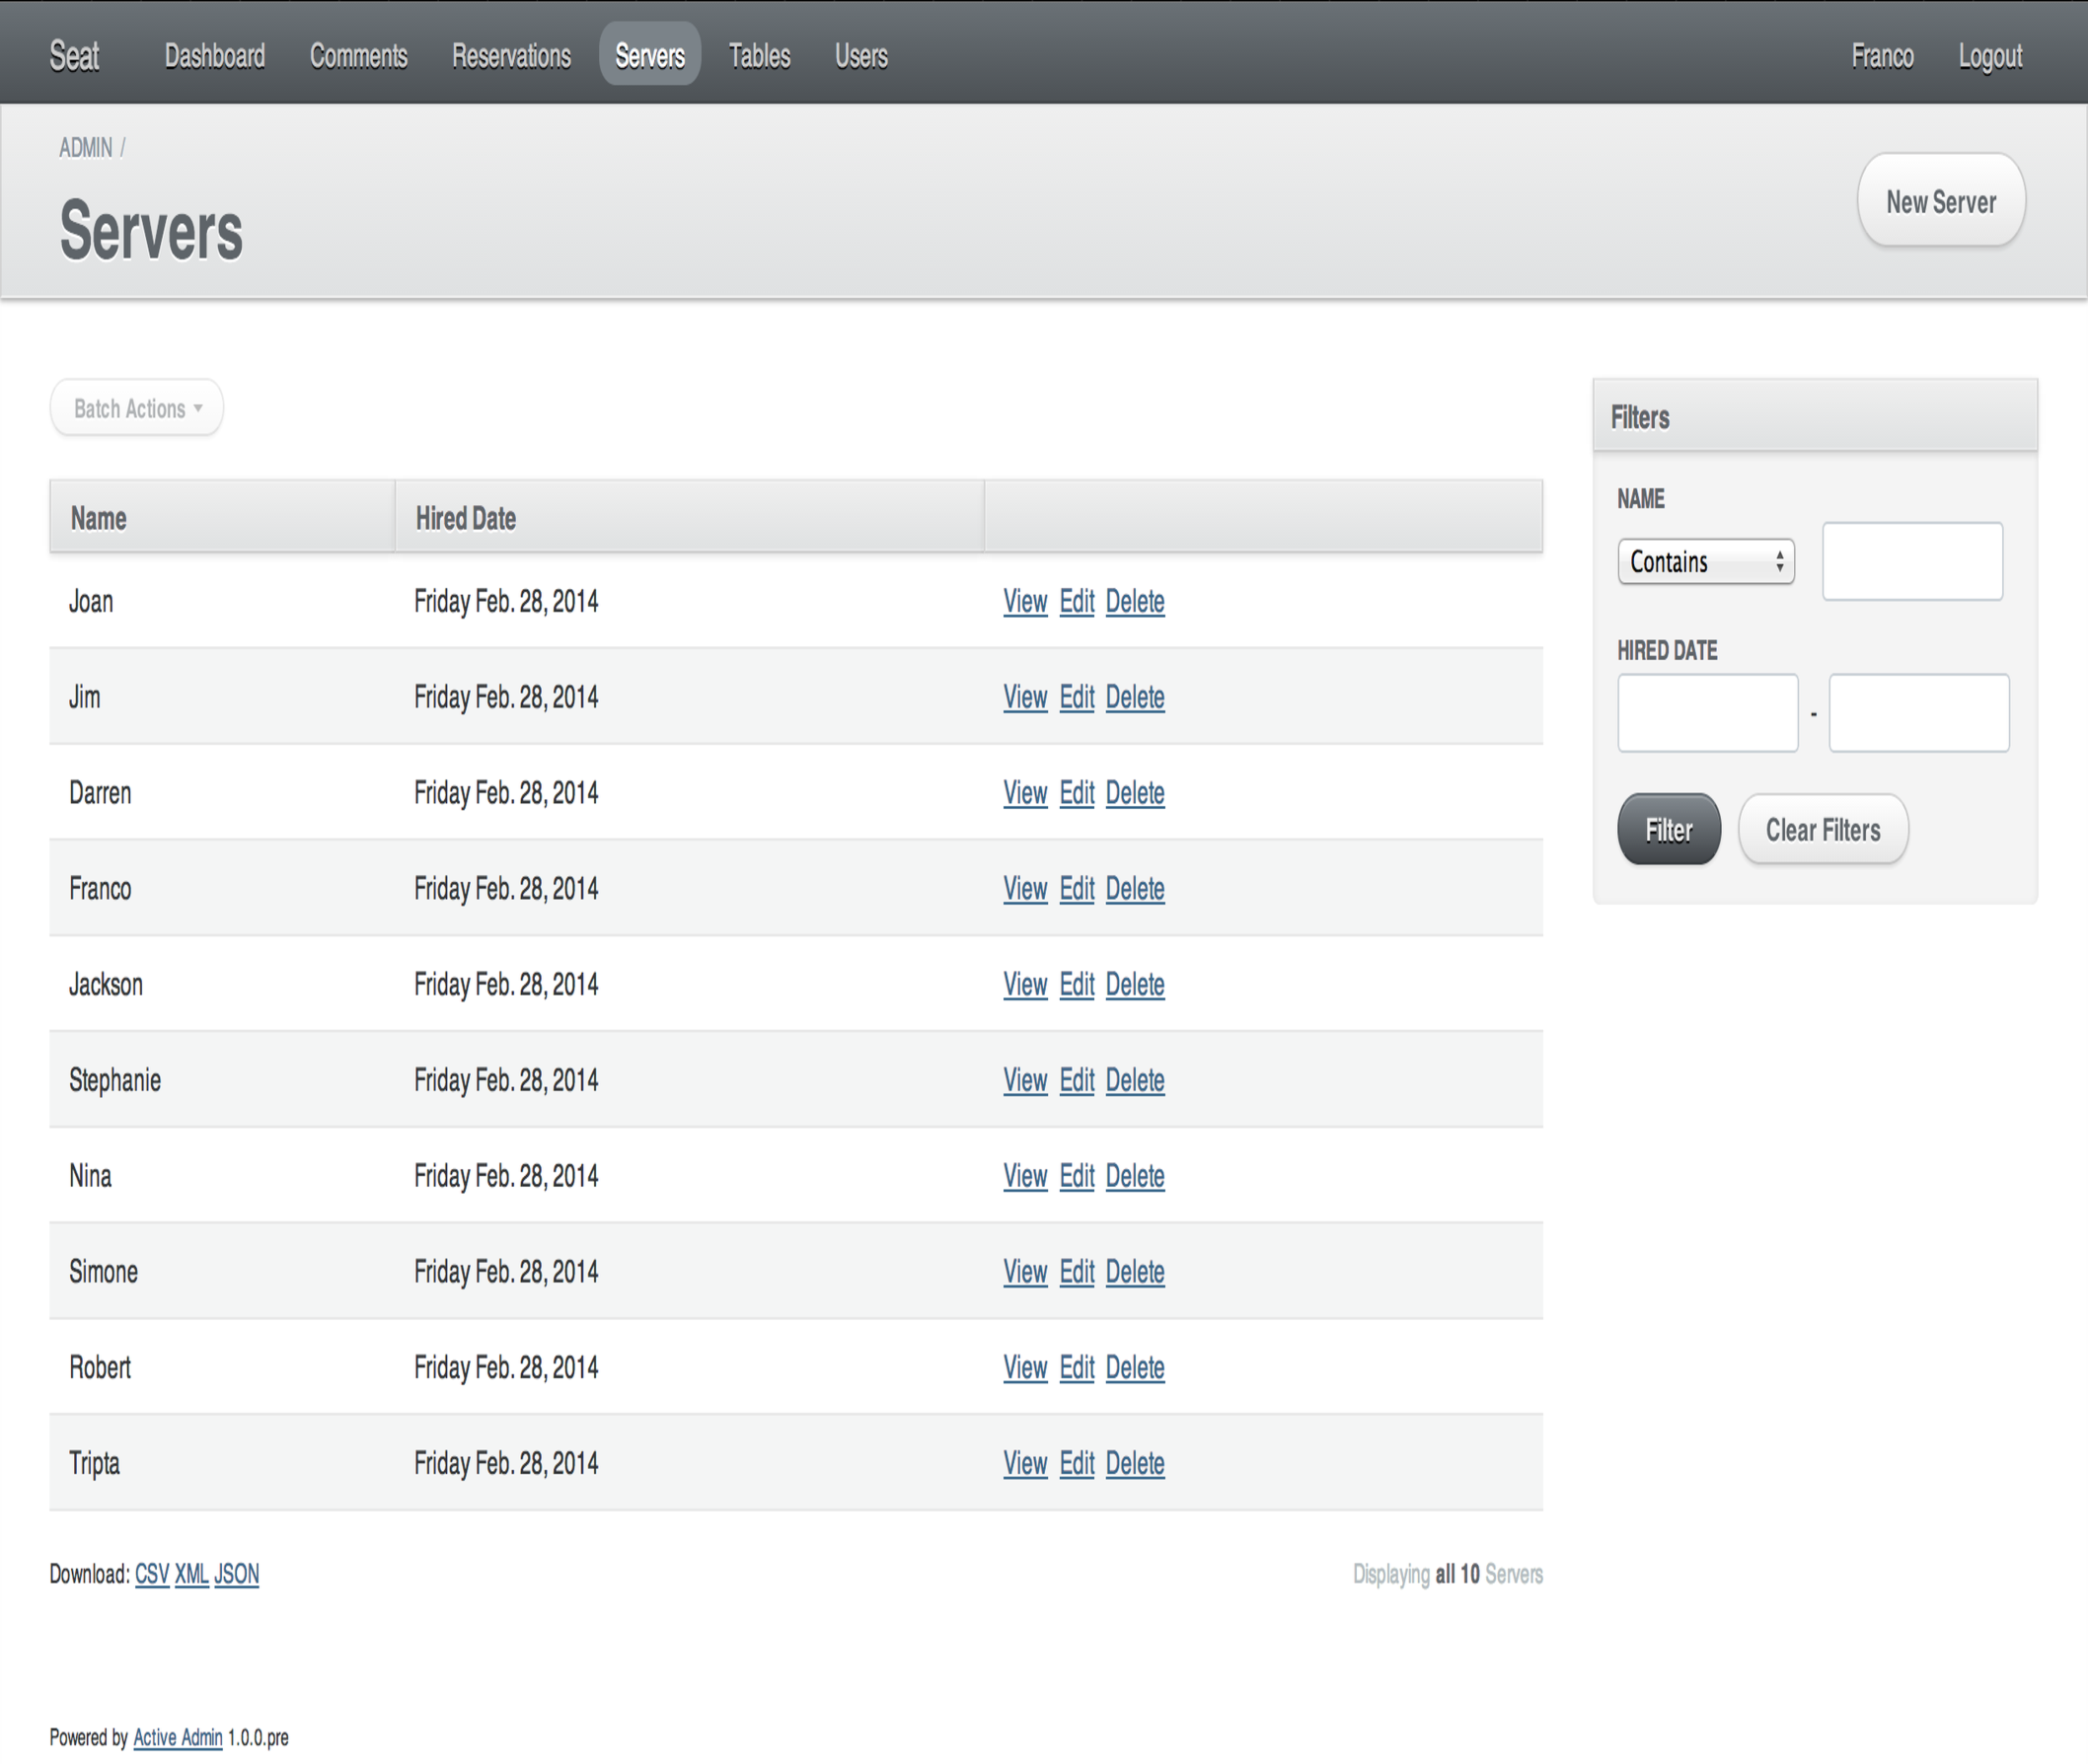 Seat Dashboard Comments Reservations Servers Tables Users Franco Logout
ADMIN /
Servers
New Server
Batch Actions
Name Hired Date
Joan Friday Feb. 28, 2014 View Edit Delete
Jim Friday Feb. 28, 2014 View Edit Delete
Darren Friday Feb. 28, 2014 View Edit Delete
Franco Friday Feb. 28, 2014 View Edit Delete
Jackson Friday Feb. 28, 2014 View Edit Delete
Stephanie Friday Feb. 28, 2014 View Edit Delete
Nina Friday Feb. 28, 2014 View Edit Delete
Simone Friday Feb. 28, 2014 View Edit Delete
Robert Friday Feb. 28, 2014 View Edit Delete
Tripta Friday Feb. 28, 2014 View Edit Delete
Download: CSV XML JSON
Displaying all 10 Servers
Filters
NAME
Contains
HIRED DATE
-
Filter Clear Filters
Powered by Active Admin 1.0.0.pre